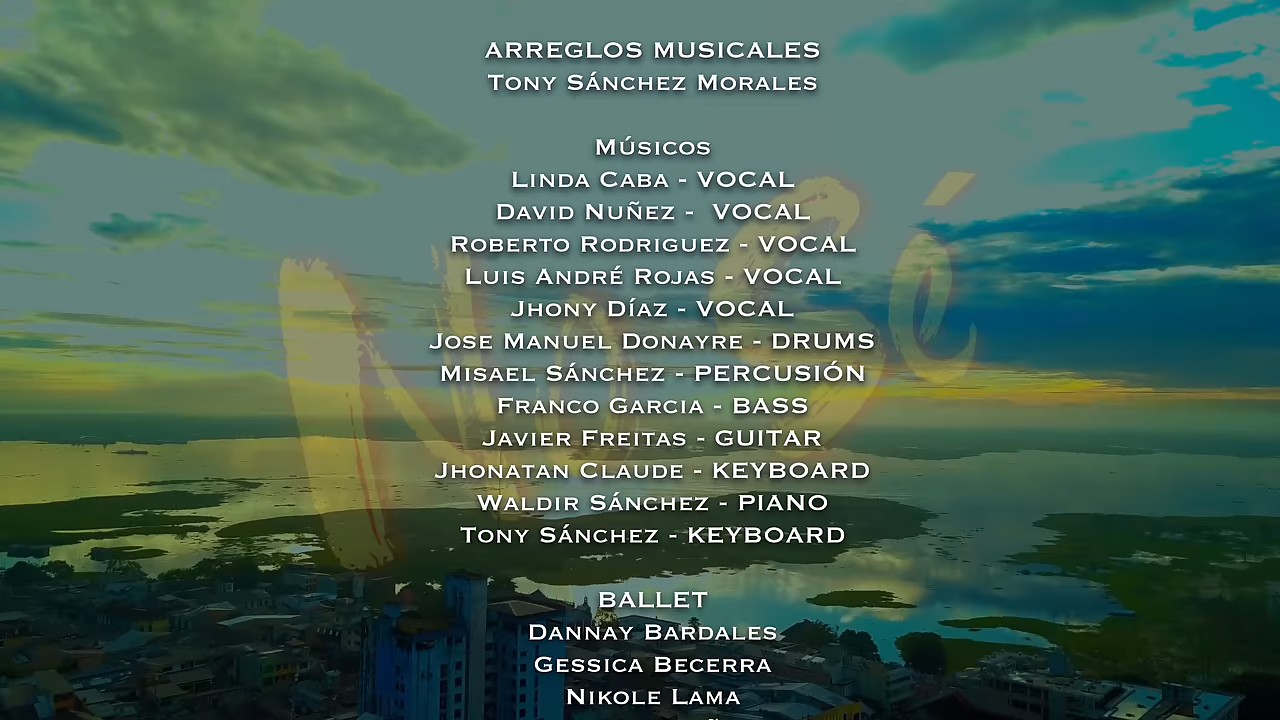 ARREGLOS MUSICALES
Tony Sánchez Morales
Músicos
Linda Caba - VOCAL
David Nuñez - VOCAL
Roberto Rodriguez - VOCAL
Luis André Rojas - VOCAL
Jhony Díaz - VOCAL
Jose Manuel Donayre - DRUMS
Misael Sánchez - PERCUSIÓN
Franco Garcia - BASS
Javier Freitas - GUITAR
Jhonatan Claude - KEYBOARD
Waldir Sánchez - PIANO
Tony Sánchez - KEYBOARD
No Sé
BALLET
Dannay Bardales
Gessica Becerra
Nikole Lama